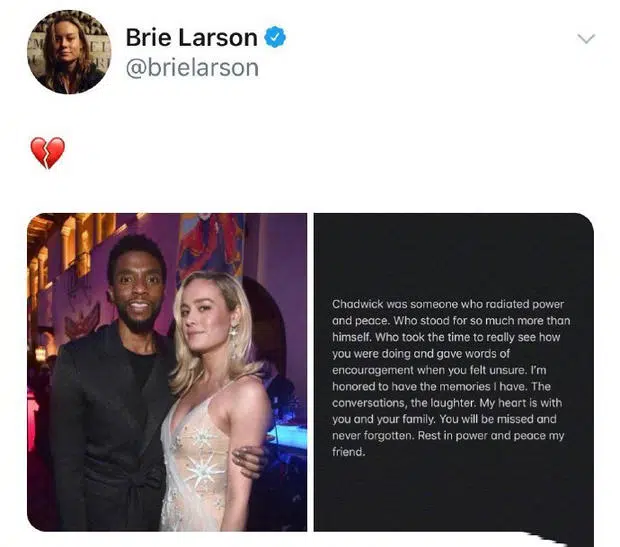 Brie Larson
@brielarson
💔
Chadwick was someone who radiated power
and peace. Who stood for so much more than
himself. Who took the time to really see how
you were doing and gave words of
encouragement when you felt unsure. I'm
honored to have the memories I have. The
conversations, the laughter. My heart is with
you and your family. You will be missed and
never forgotten. Rest in power and peace my
friend.